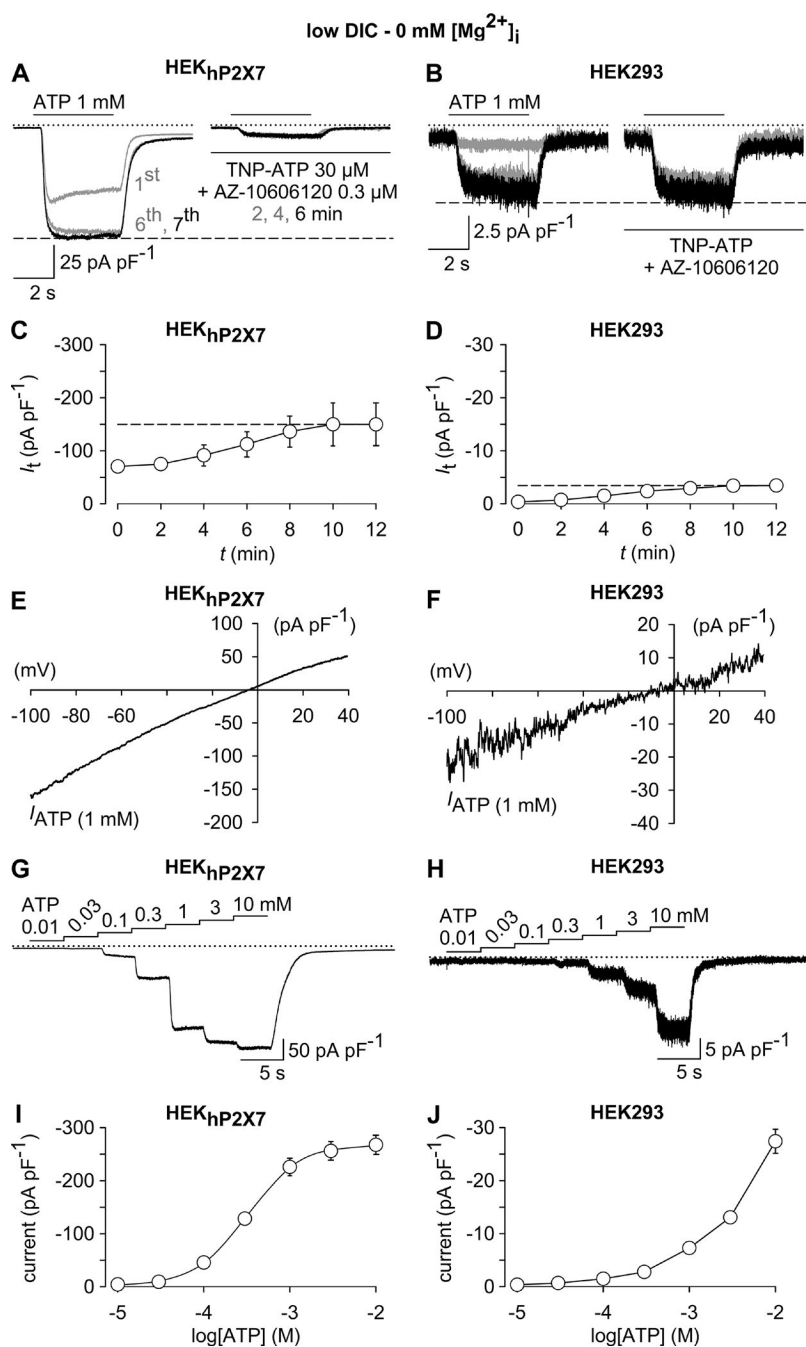 low DIC - 0 mM [Mg²⁺]ᵢ
A
HEKhP2X7
ATP 1 mM
1st
6th, 7th
TNP-ATP 30 µM
+ AZ-10606120 0.3 µM
2, 4, 6 min
25 pA pF⁻¹
2 s
B
HEK293
ATP 1 mM
2.5 pA pF⁻¹
2 s
TNP-ATP
+ AZ-10606120
C
HEKhP2X7
-300
-200
-150
-100
0
It (pA pF⁻¹)
0 2 4 6 8 10 12
t (min)
D
HEK293
-30
-20
-10
0
It (pA pF⁻¹)
0 2 4 6 8 10 12
t (min)
E
HEKhP2X7
100
(pA pF⁻¹)
50
(mV)
-100 -80 -60 20 40
-50
-100
-150
-200
IATP (1 mM)
F
HEK293
20
(pA pF⁻¹)
10
(mV)
-100 20 40
-10
-20
-30
-40
IATP (1 mM)
G
HEKhP2X7
ATP
0.01 0.03 0.1 0.3 1 3 10 mM
50 pA pF⁻¹
5 s
H
HEK293
ATP
0.01 0.03 0.1 0.3 1 3 10 mM
5 pA pF⁻¹
5 s
I
HEKhP2X7
-300
-200
-100
0
current (pA pF⁻¹)
-5 -4 -3 -2
log[ATP] (M)
J
HEK293
-30
-20
-10
0
current (pA pF⁻¹)
-5 -4 -3 -2
log[ATP] (M)